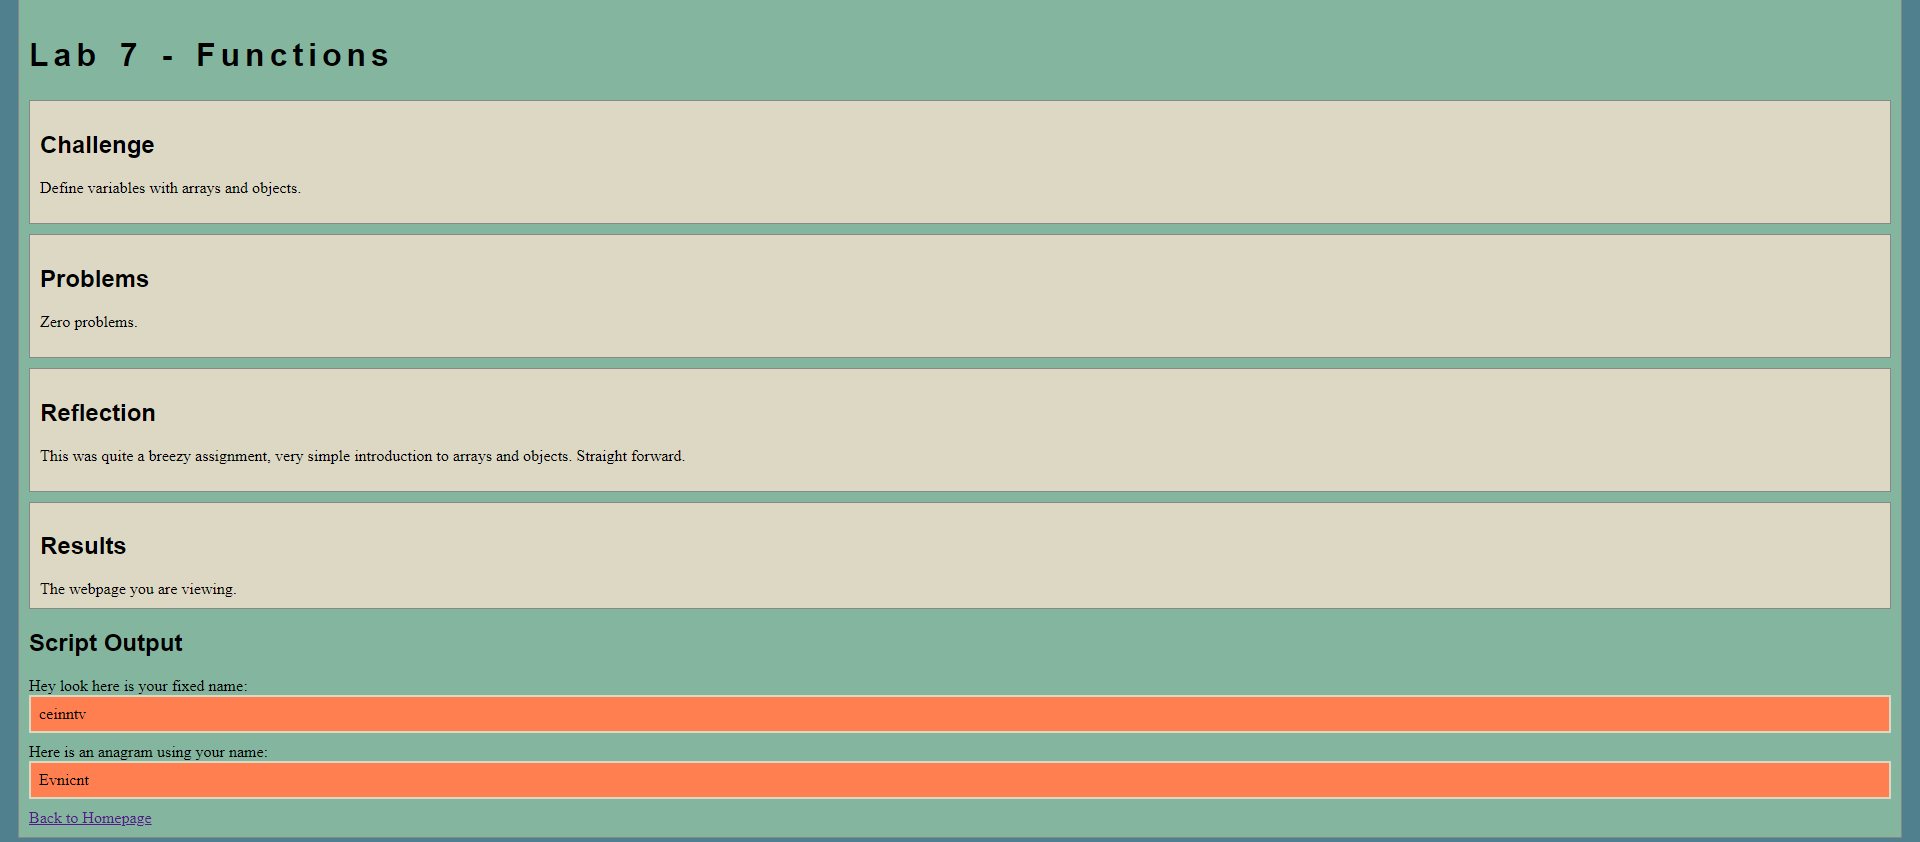 Lab 7 - Functions
Challenge
Define variables with arrays and objects.
Problems
Zero problems.
Reflection
This was quite a breezy assignment, very simple introduction to arrays and objects. Straight forward.
Results
The webpage you are viewing.
Script Output
Hey look here is your fixed name:
ceinntv
Here is an anagram using your name:
Evnicnt
Back to Homepage